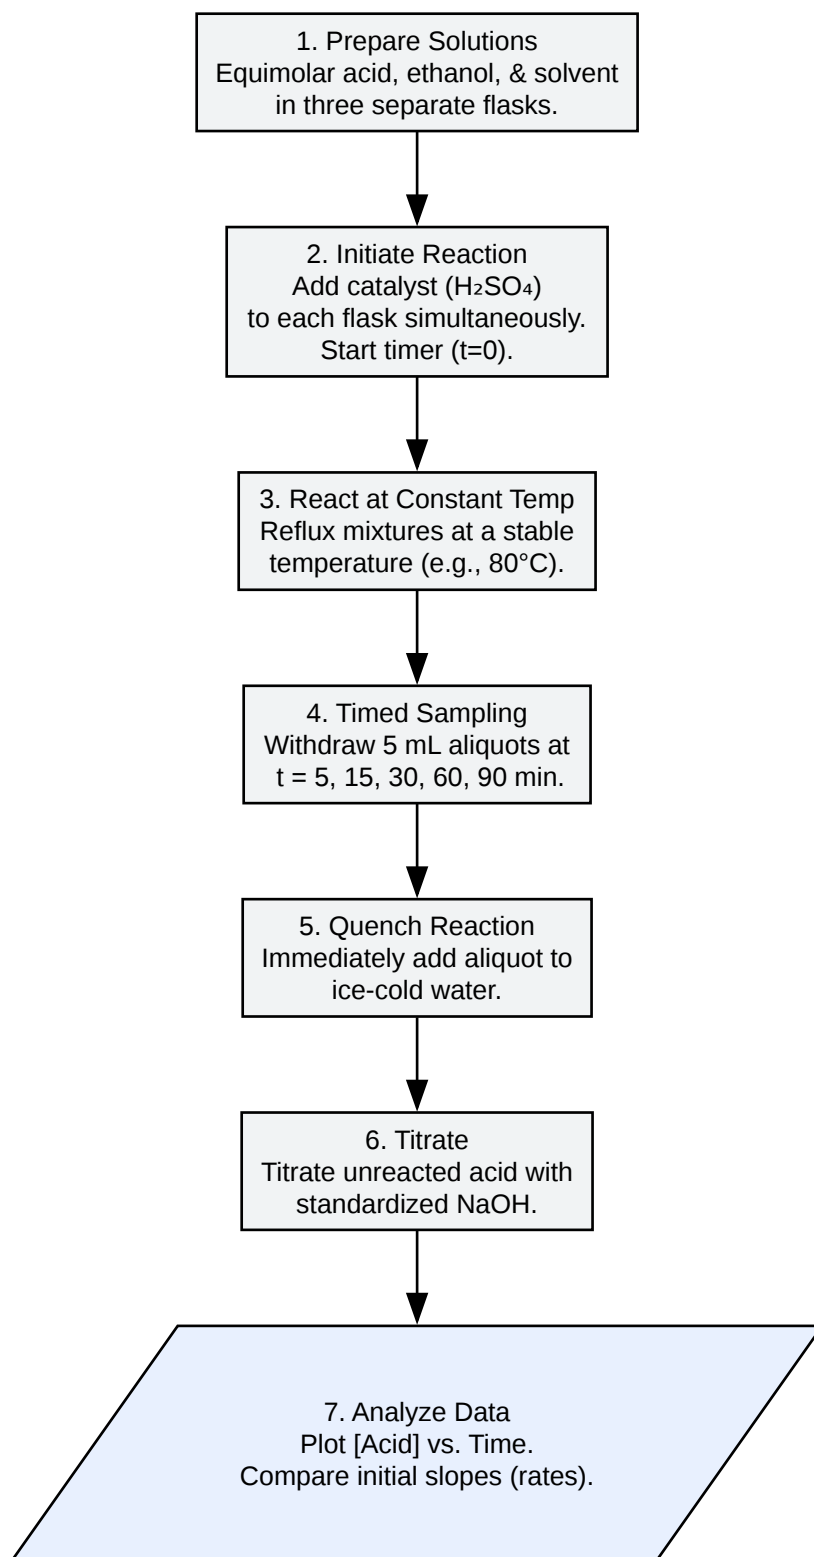 1. Prepare Solutions
Equimolar acid, ethanol, & solvent
in three separate flasks.
2. Initiate Reaction
Add catalyst (H₂SO₄)
to each flask simultaneously.
Start timer (t=0).
3. React at Constant Temp
Reflux mixtures at a stable
temperature (e.g., 80°C).
4. Timed Sampling
Withdraw 5 mL aliquots at
t = 5, 15, 30, 60, 90 min.
5. Quench Reaction
Immediately add aliquot to
ice-cold water.
6. Titrate
Titrate unreacted acid with
standardized NaOH.
7. Analyze Data
Plot [Acid] vs. Time.
Compare initial slopes (rates).